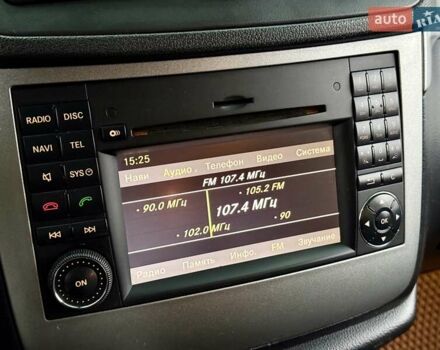 auto RIA
RADIO DISC
NAVI TEL
SYS
ON
OK
15:25
Нави Аудио Телефон Видео Система
FM 107.4 МГц
105.2 FM
90.0 МГц
107.4 МГц
102.0 МГц
90
Радио Память Инфо. FM Звучание